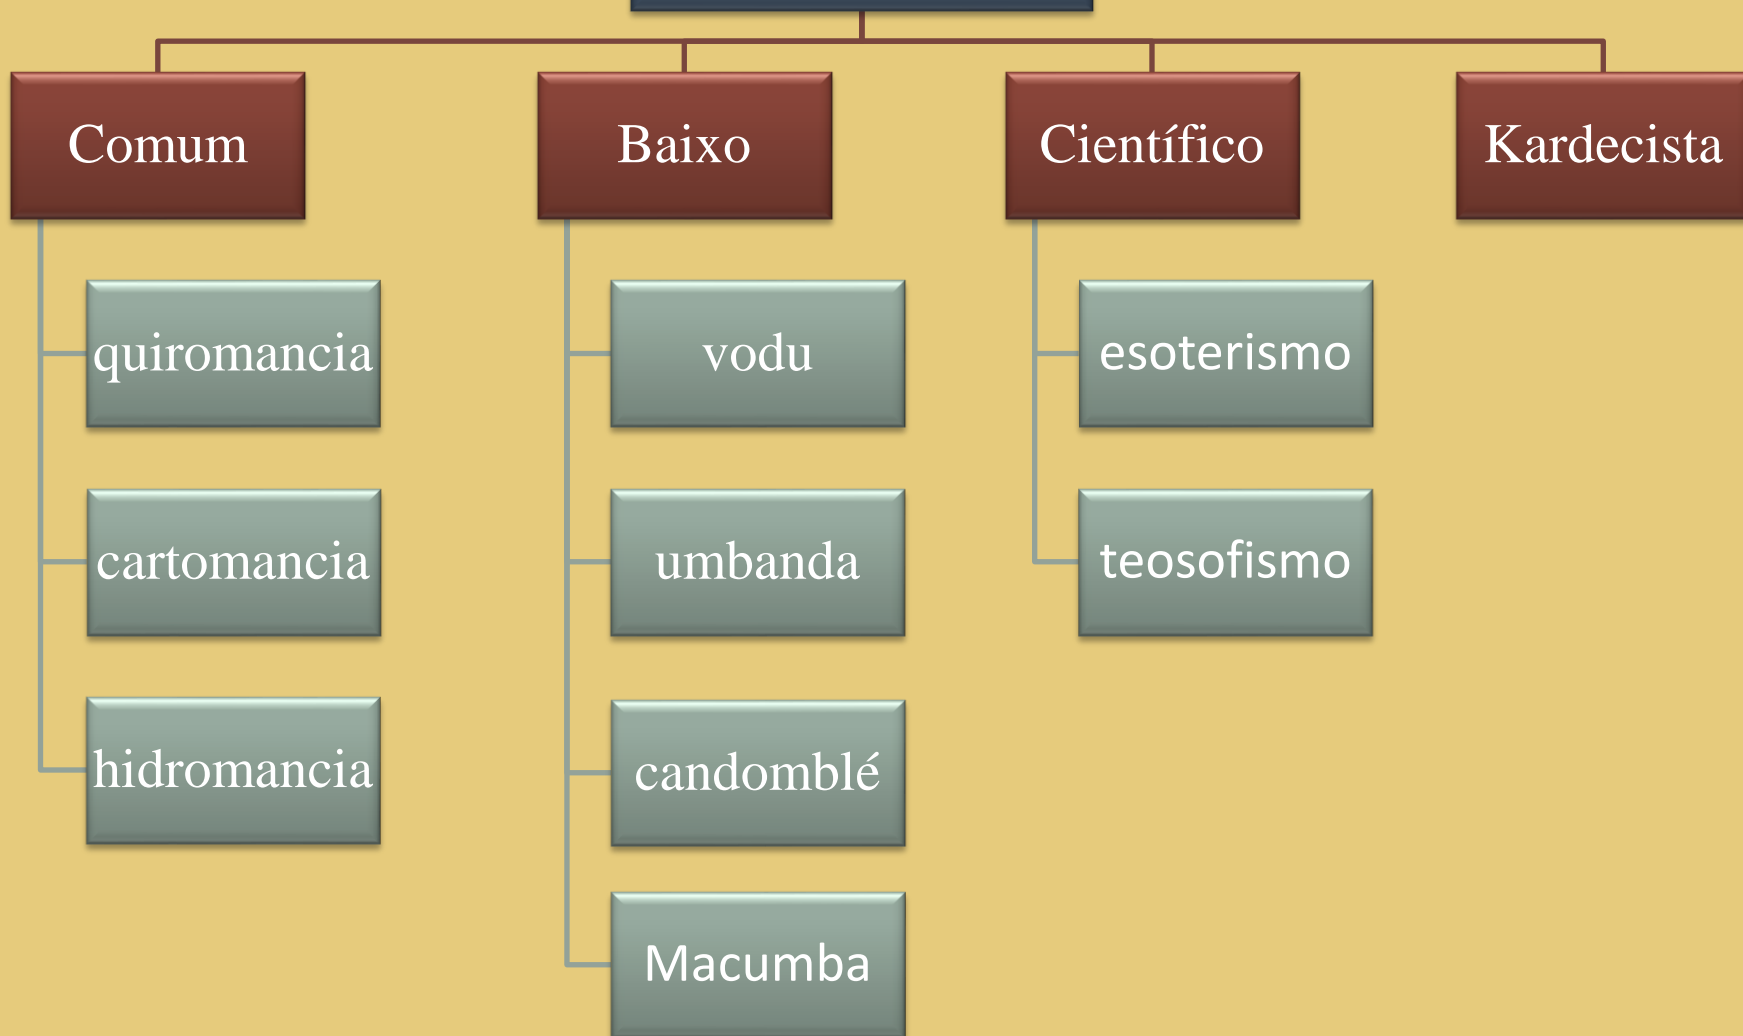 Comum
Baixo
Científico
Kardecista
quiromancia
vodu
esoterismo
cartomancia
umbanda
teosofismo
hidromancia
candomblé
Macumba